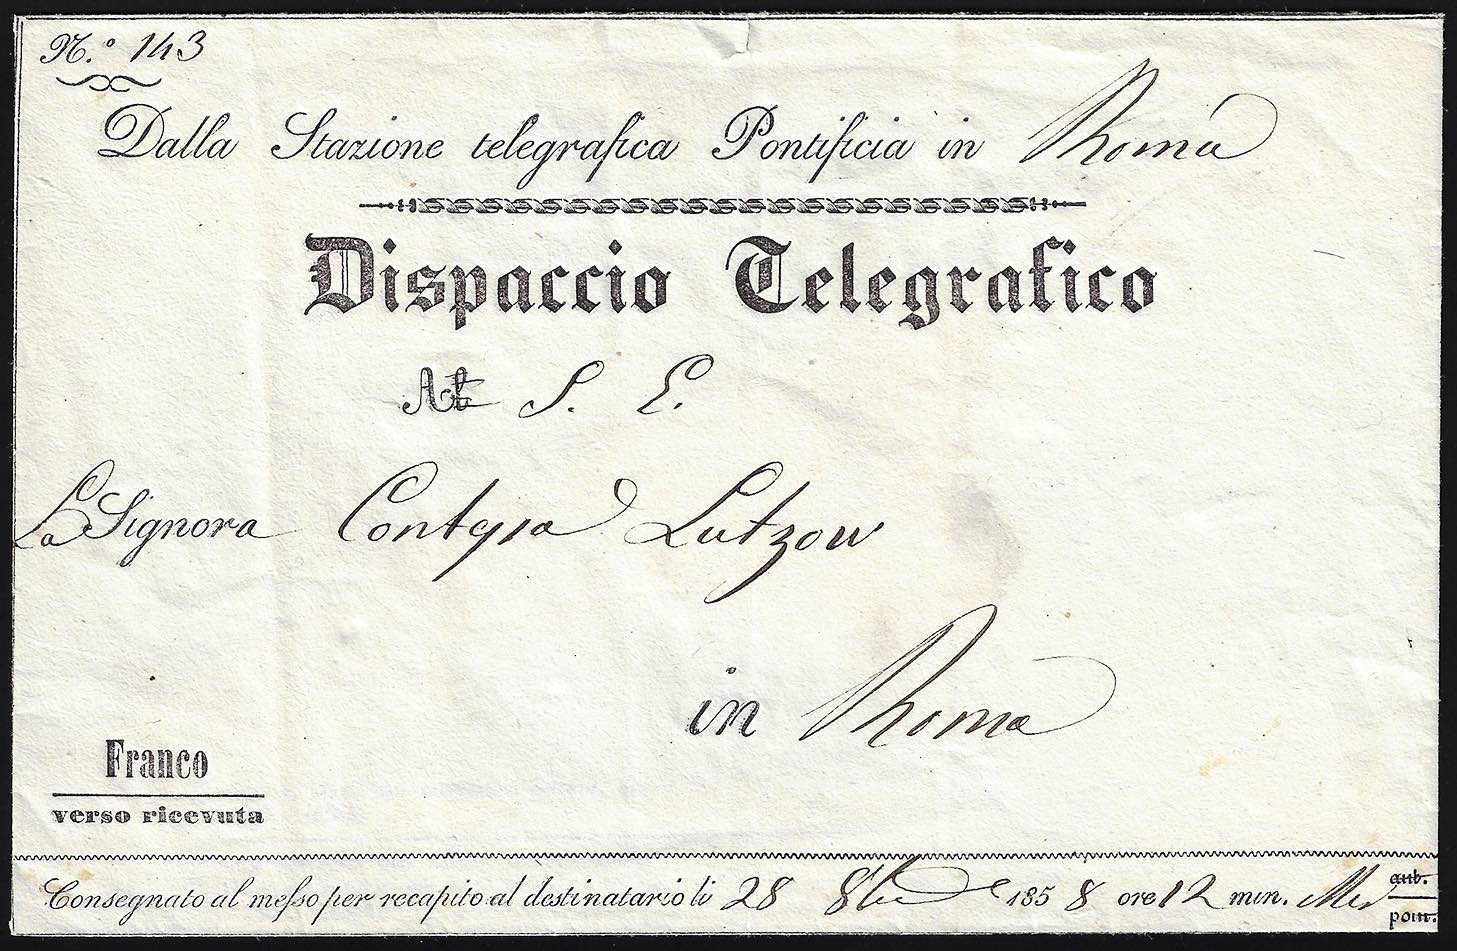 N.º 143
Dalla Stazione telegrafica Pontificia in Roma
Dispaccio Telegrafico
A S. E.
La Signora Contessa Lutzow
in Roma
Franco
verso ricevuta
Consegnato al messo per recapito al destinatario li 28 8bre 1858 ore 12 min. Mer
ant.
pom.